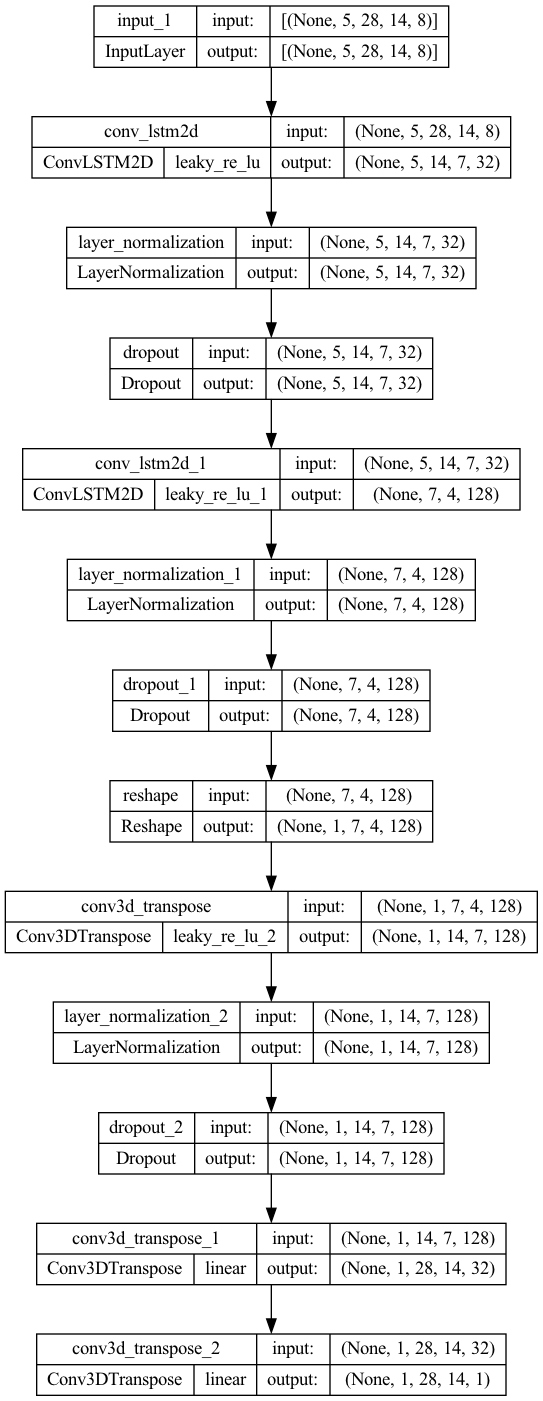 input_1 input: [(None, 5, 28, 14, 8)]
InputLayer output: [(None, 5, 28, 14, 8)]
conv_lstm2d input: (None, 5, 28, 14, 8)
ConvLSTM2D leaky_re_lu output: (None, 5, 14, 7, 32)
layer_normalization input: (None, 5, 14, 7, 32)
LayerNormalization output: (None, 5, 14, 7, 32)
dropout input: (None, 5, 14, 7, 32)
Dropout output: (None, 5, 14, 7, 32)
conv_lstm2d_1 input: (None, 5, 14, 7, 32)
ConvLSTM2D leaky_re_lu_1 output: (None, 7, 4, 128)
layer_normalization_1 input: (None, 7, 4, 128)
LayerNormalization output: (None, 7, 4, 128)
dropout_1 input: (None, 7, 4, 128)
Dropout output: (None, 7, 4, 128)
reshape input: (None, 7, 4, 128)
Reshape output: (None, 1, 7, 4, 128)
conv3d_transpose input: (None, 1, 7, 4, 128)
Conv3DTranspose leaky_re_lu_2 output: (None, 1, 14, 7, 128)
layer_normalization_2 input: (None, 1, 14, 7, 128)
LayerNormalization output: (None, 1, 14, 7, 128)
dropout_2 input: (None, 1, 14, 7, 128)
Dropout output: (None, 1, 14, 7, 128)
conv3d_transpose_1 input: (None, 1, 14, 7, 128)
Conv3DTranspose linear output: (None, 1, 28, 14, 32)
conv3d_transpose_2 input: (None, 1, 28, 14, 32)
Conv3DTranspose linear output: (None, 1, 28, 14, 1)